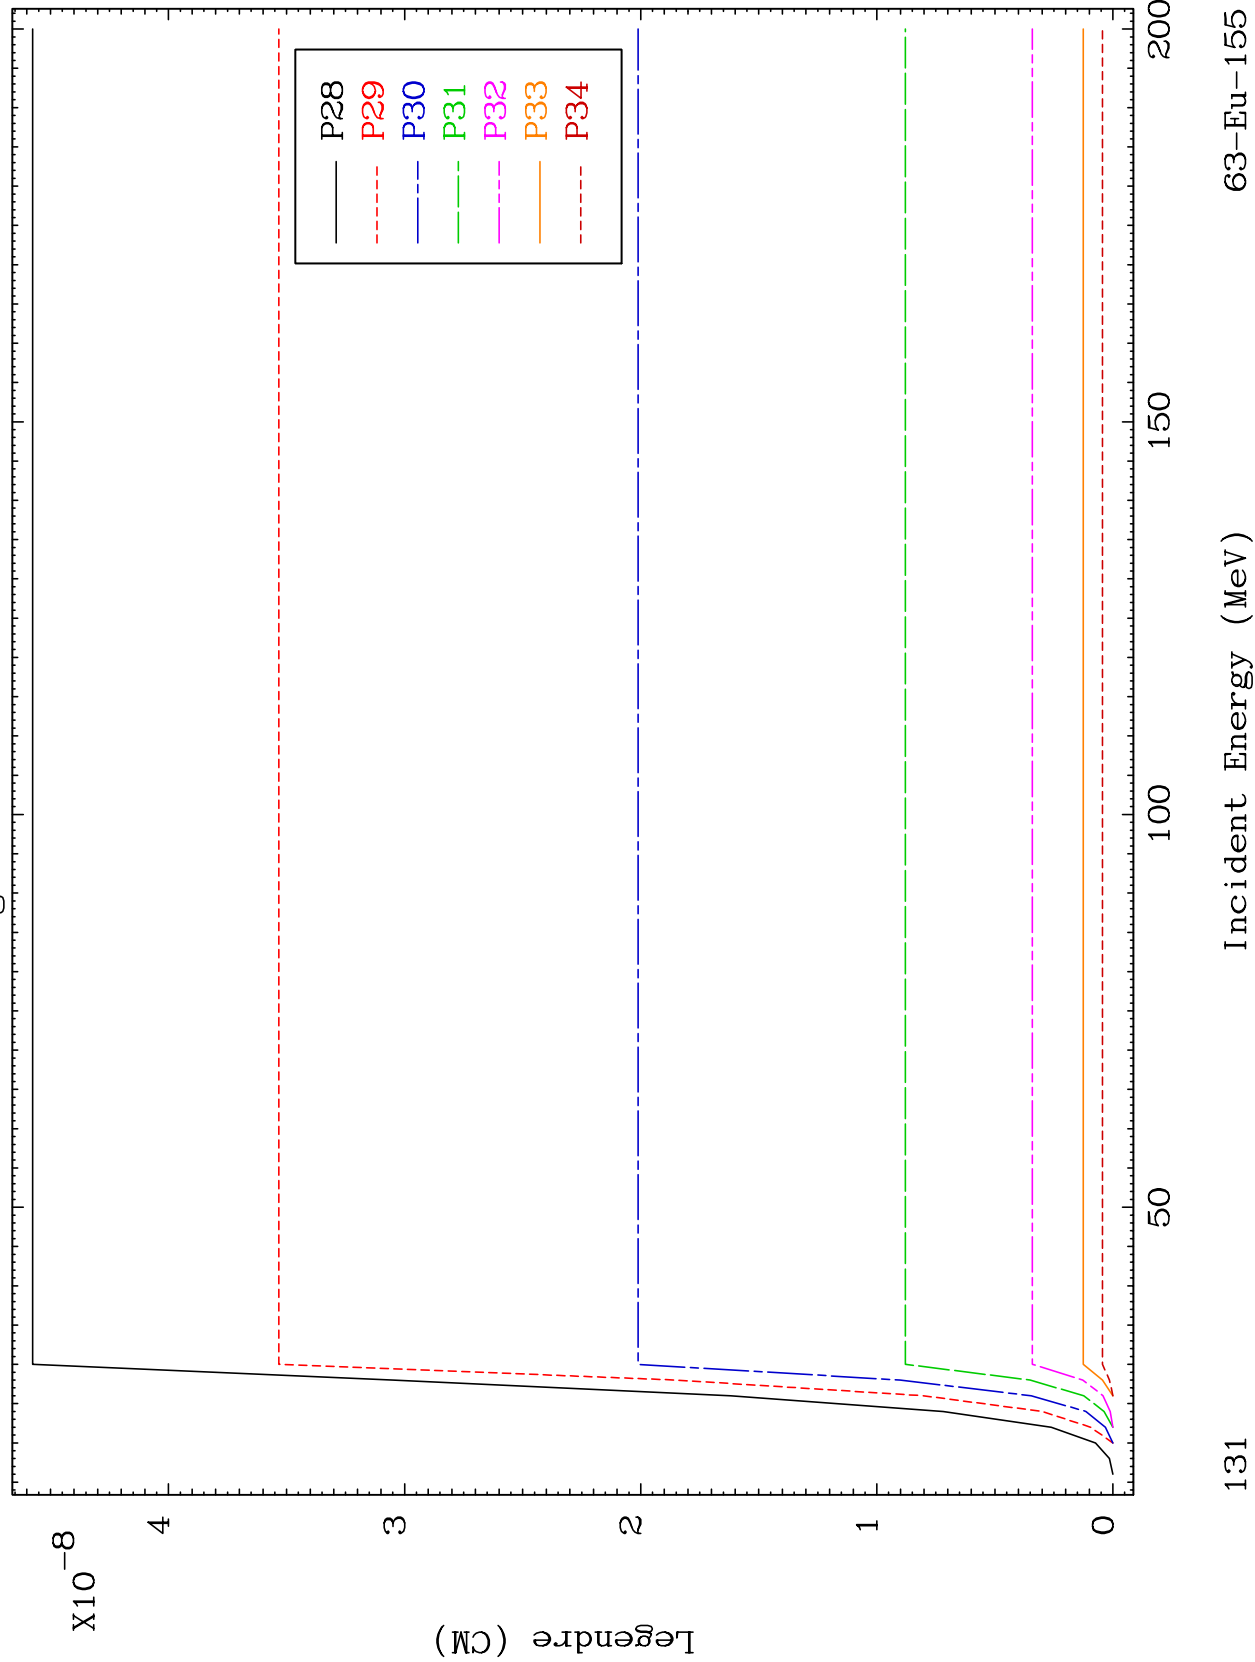 X10-8
4
3
2
1
0
Legendre (CM)
50
100
150
200
Incident Energy (MeV)
P28
P29
P30
P31
P32
P33
P34
131
63-Eu-155